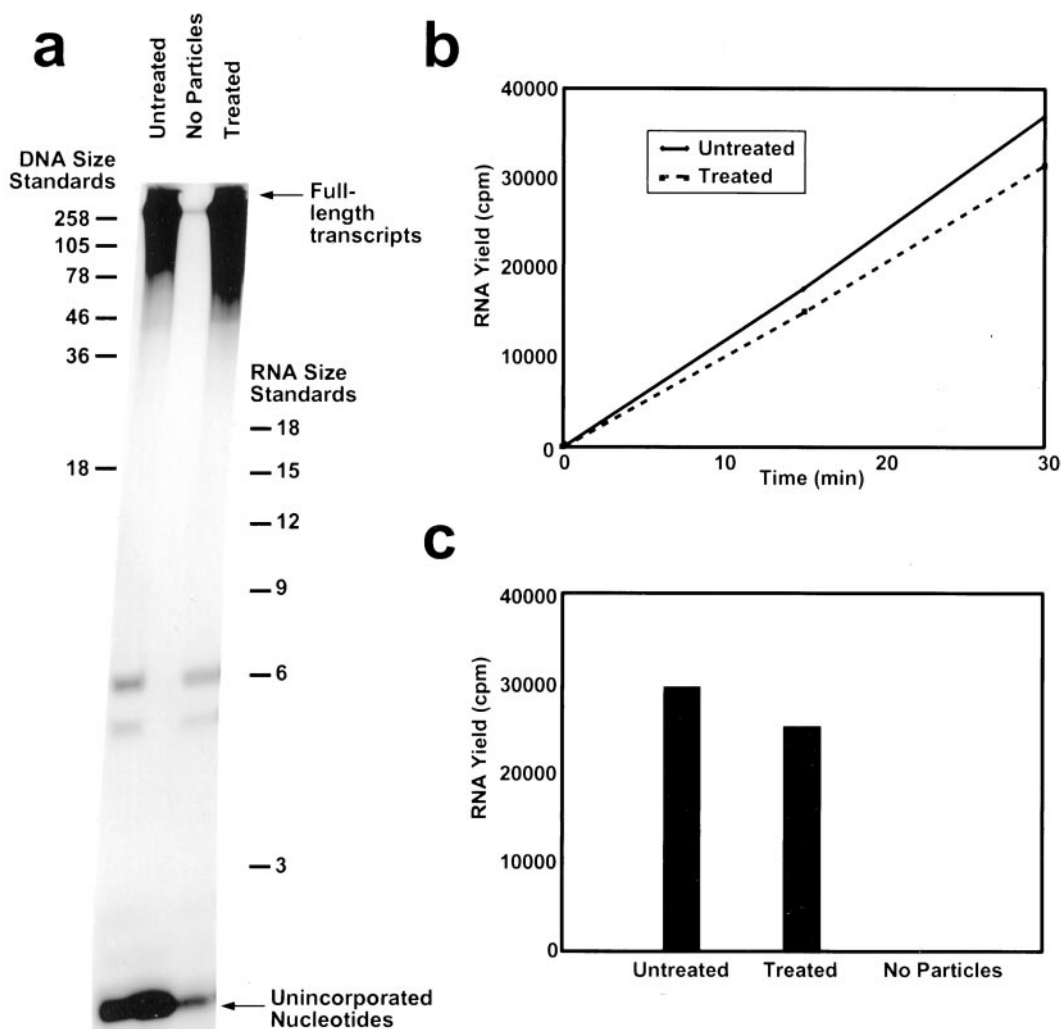 a
Untreated
No Particles
Treated
DNA Size
Standards
258
105
78
46
36
18
Full-
length
transcripts
RNA Size
Standards
18
15
12
9
6
3
Unincorporated
Nucleotides
b
40000
30000
20000
10000
0
RNA Yield (cpm)
Untreated
Treated
0
10
20
30
Time (min)
c
40000
30000
20000
10000
0
RNA Yield (cpm)
Untreated
Treated
No Particles